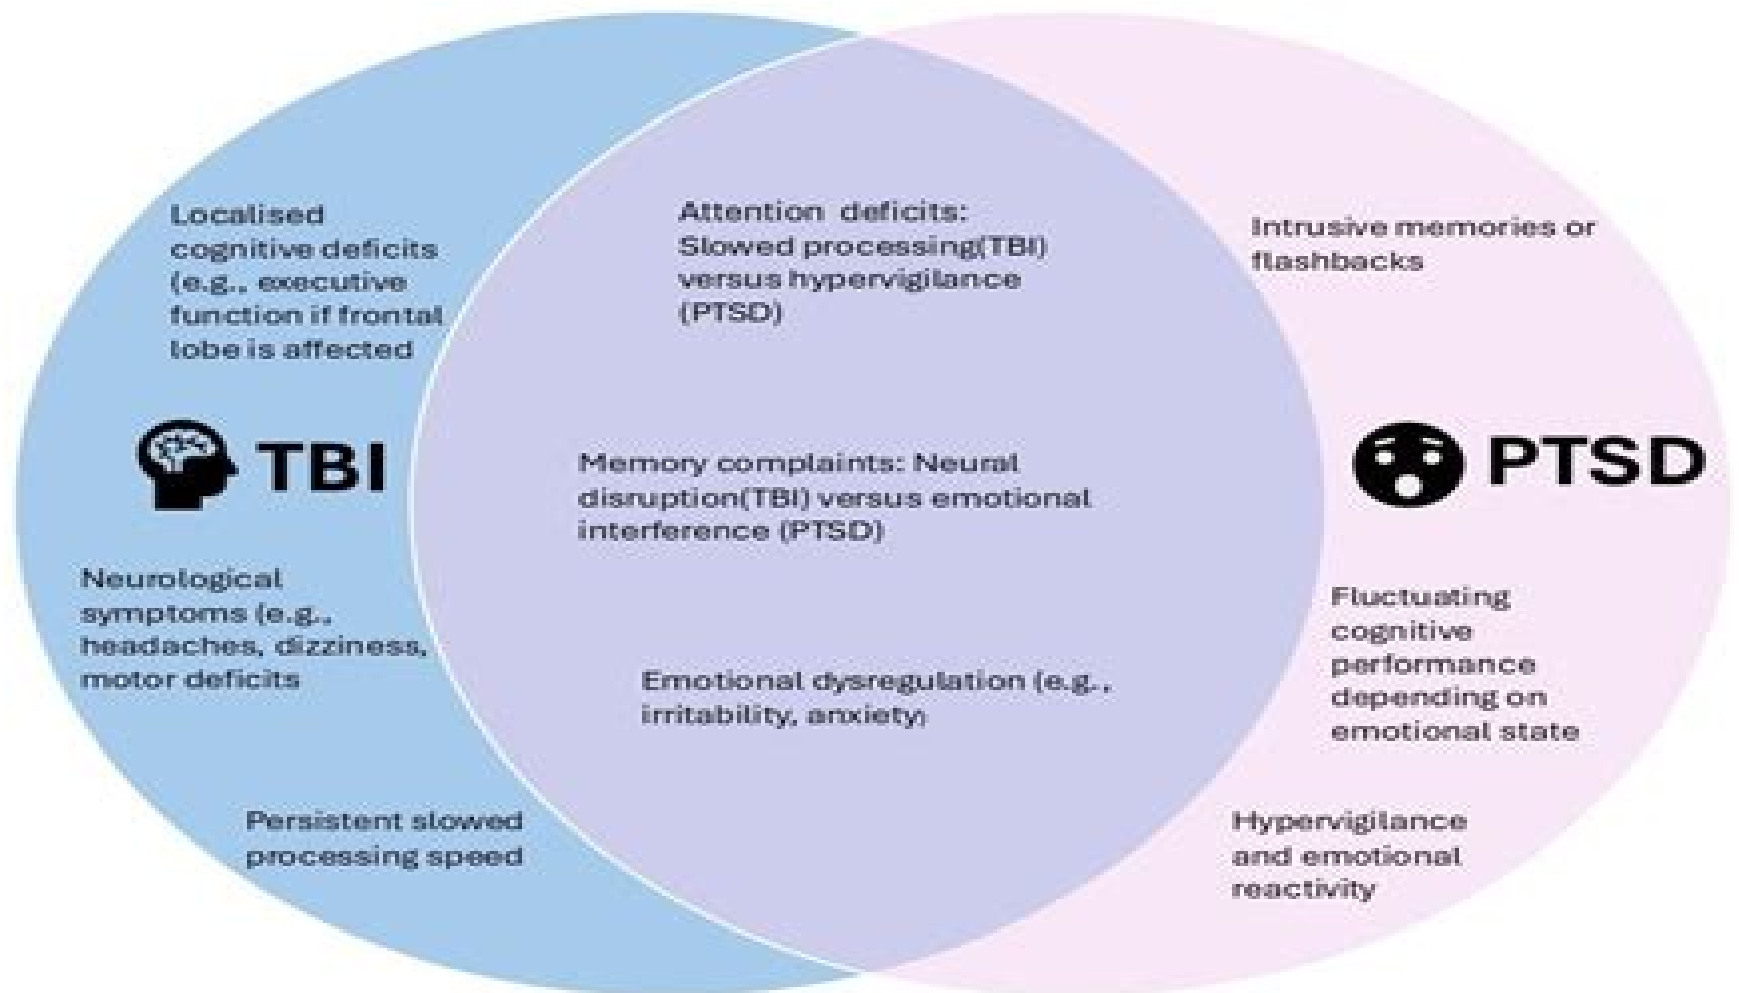 Localised
cognitive deficits
(e.g., executive
function if frontal
lobe is affected
TBI
Neurological
symptoms (e.g.,
headaches, dizziness,
motor deficits
Persistent slowed
processing speed
Attention deficits:
Slowed processing(TBI)
versus hypervigilance
(PTSD)
Memory complaints: Neural
disruption(TBI) versus emotional
interference (PTSD)
Emotional dysregulation (e.g.,
irritability, anxiety)
Intrusive memories or
flashbacks
PTSD
Fluctuating
cognitive
performance
depending on
emotional state
Hypervigilance
and emotional
reactivity